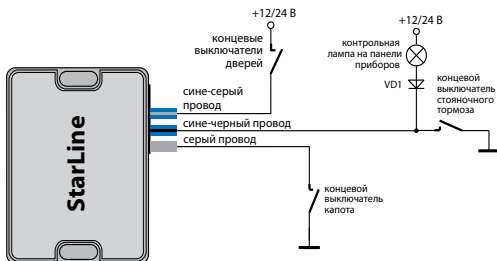 +12/24 В
концевые
выключатели
дверей
+12/24 В
контрольная
лампа на панели
приборов
VD1
концевой
выключатель
стояночного
тормоза
StarLine
сине-серый
провод
сине-черный провод
серый провод
концевой
выключатель
капота